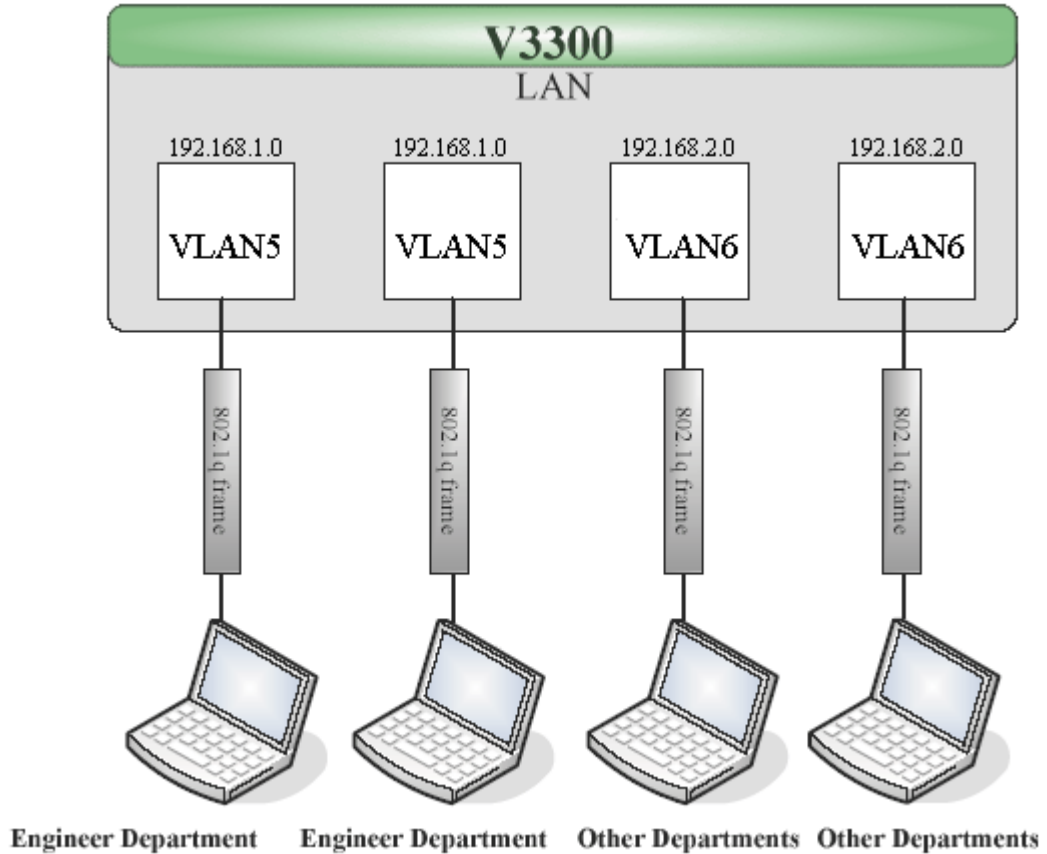 V3300
LAN
192.168.1.0 192.168.1.0 192.168.2.0 192.168.2.0
VLAN5 VLAN5 VLAN6 VLAN6
802.1q frame 802.1q frame 802.1q frame 802.1q frame
Engineer Department Engineer Department Other Departments Other Departments